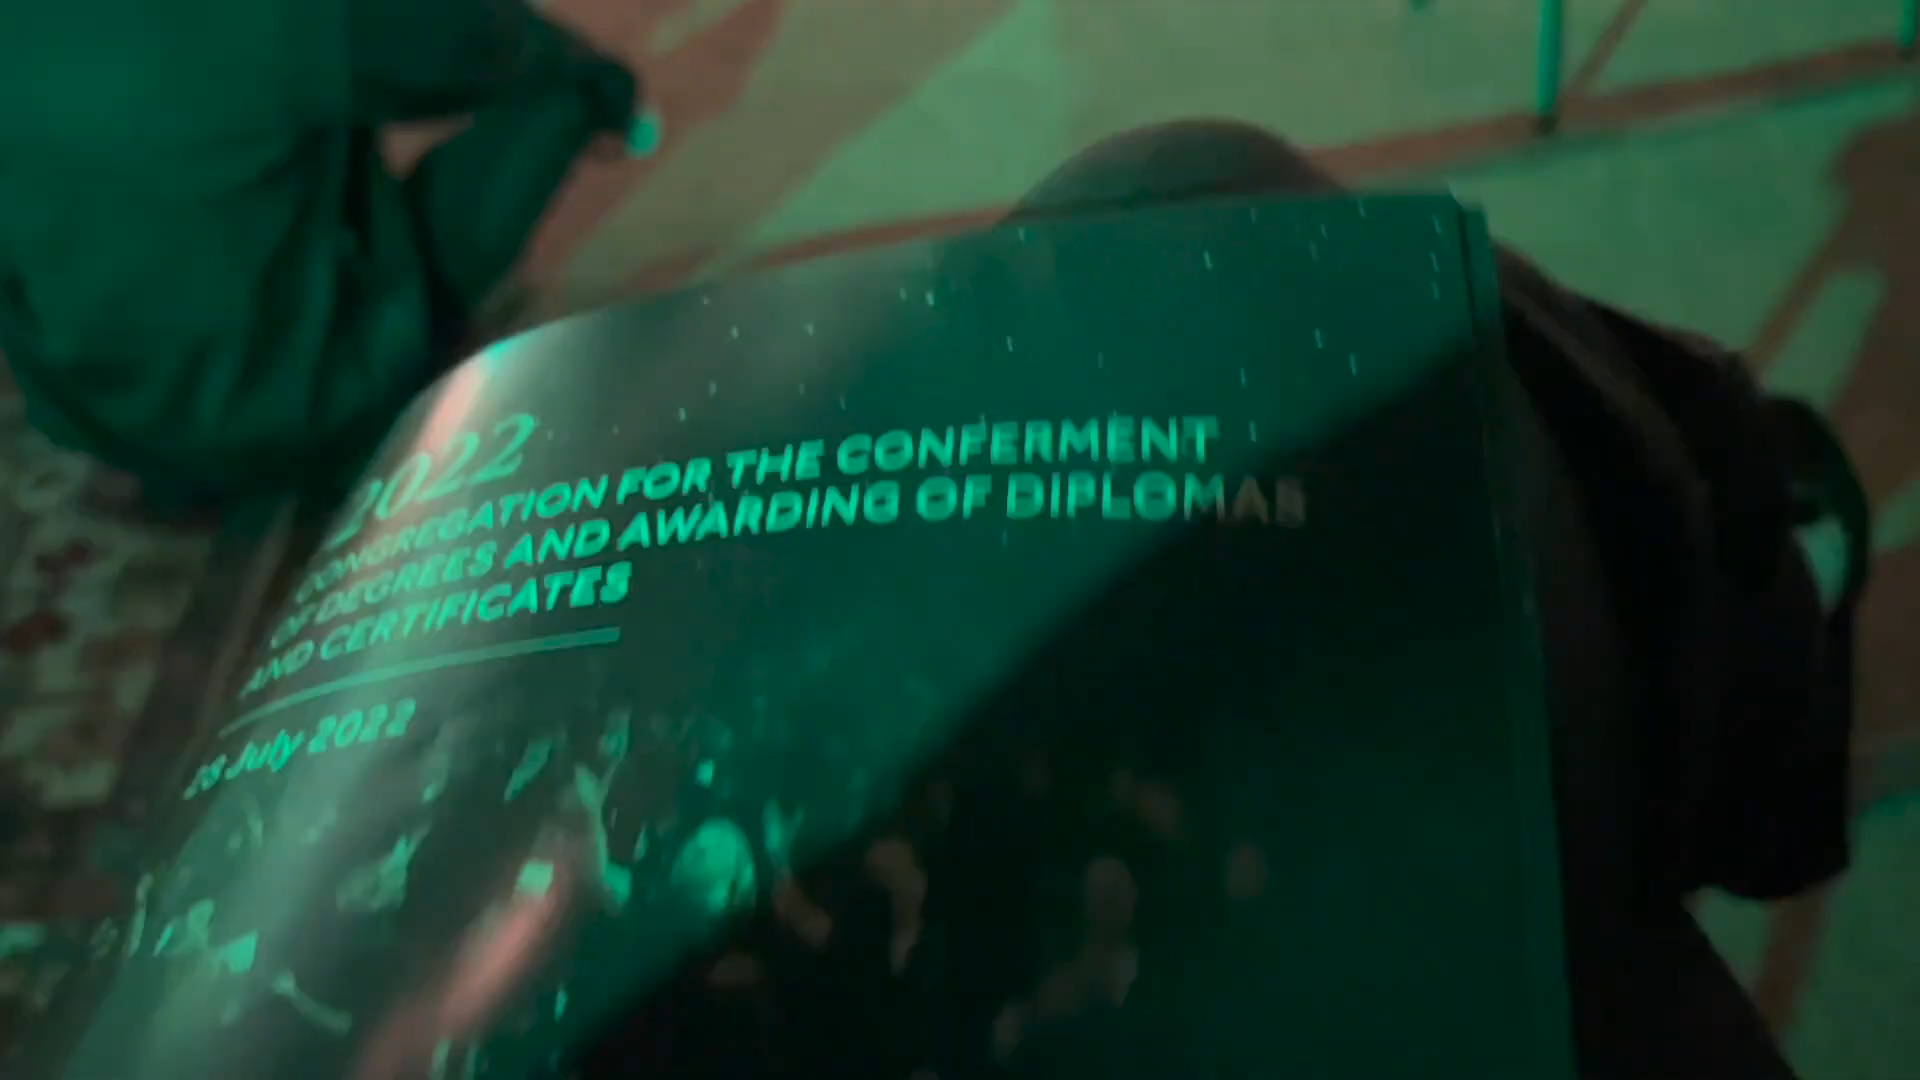 2022
CONGREGATION FOR THE CONFERMENT
OF DEGREES AND AWARDING OF DIPLOMAS
AND CERTIFICATES
July 2022